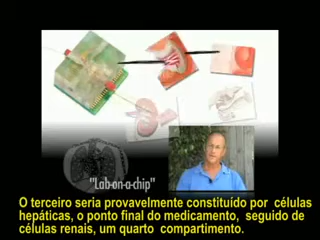 "Lab-on-a-chip"
O terceiro seria provavelmente constituído por células
hepáticas, o ponto final do medicamento, seguido de
células renais, um quarto compartimento.